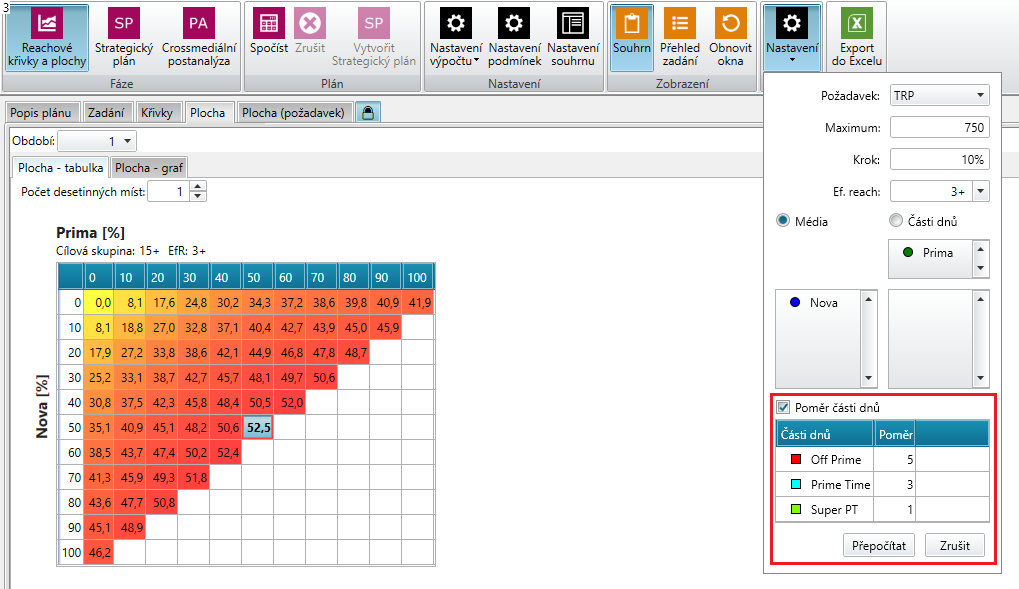 3
SP PA SP
Reachové křivky a plochy
Strategický plán
Crossmediální postanalýza
Spočíst
Zrušit
Vytvořit Strategický plán
Nastavení výpočtu
Nastavení podmínek
Nastavení souhrnu
Souhrn
Přehled zadání
Obnovit okna
Nastavení
Export do Excelu
Fáze Plán Nastavení Zobrazení
Popis plánu Zadání Křivky Plocha Plocha (požadavek)
Období: 1
Plocha - tabulka Plocha - graf
Počet desetinných míst: 1
Prima [%]
Cílová skupina: 15+ EfR: 3+
Nova [%]
0 10 20 30 40 50 60 70 80 90 100
0 0,0 8,1 17,6 24,8 30,2 34,3 37,2 38,6 39,8 40,9 41,9
10 8,1 18,8 27,0 32,8 37,1 40,4 42,7 43,9 45,0 45,9
20 17,9 27,2 33,8 38,6 42,1 44,9 46,8 47,8 48,7
30 25,2 33,1 38,7 42,7 45,7 48,1 49,7 50,6
40 30,8 37,5 42,3 45,8 48,4 50,5 52,0
50 35,1 40,9 45,1 48,2 50,6 52,5
60 38,5 43,7 47,4 50,2 52,4
70 41,3 45,9 49,3 51,8
80 43,6 47,7 50,8
90 45,1 48,9
100 46,2
Požadavek: TRP
Maximum: 750
Krok: 10%
Ef. reach: 3+
Média Části dnů
Prima
Nova
Poměr části dnů
Části dnů Poměr
Off Prime 5
Prime Time 3
Super PT 1
Přepočítat Zrušit